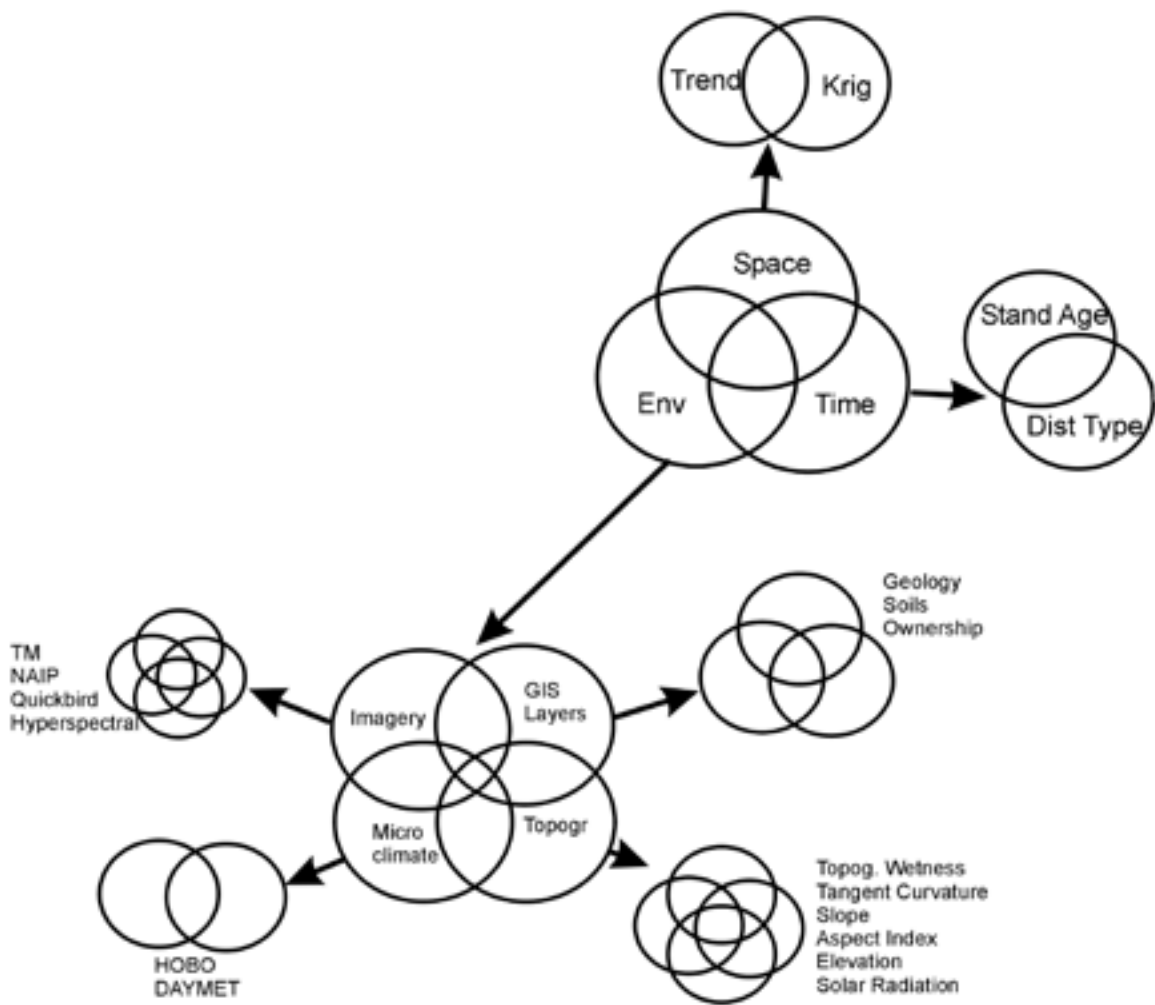 Trend
Krig
Space
Env
Time
Stand Age
Dist Type
Geology
Soils
Ownership
TM
NAIP
Quickbird
Hyperspectral
Imagery
GIS
Layers
Micro
climate
Topogr
HOBO
DAYMET
Topog. Wetness
Tangent Curvature
Slope
Aspect Index
Elevation
Solar Radiation